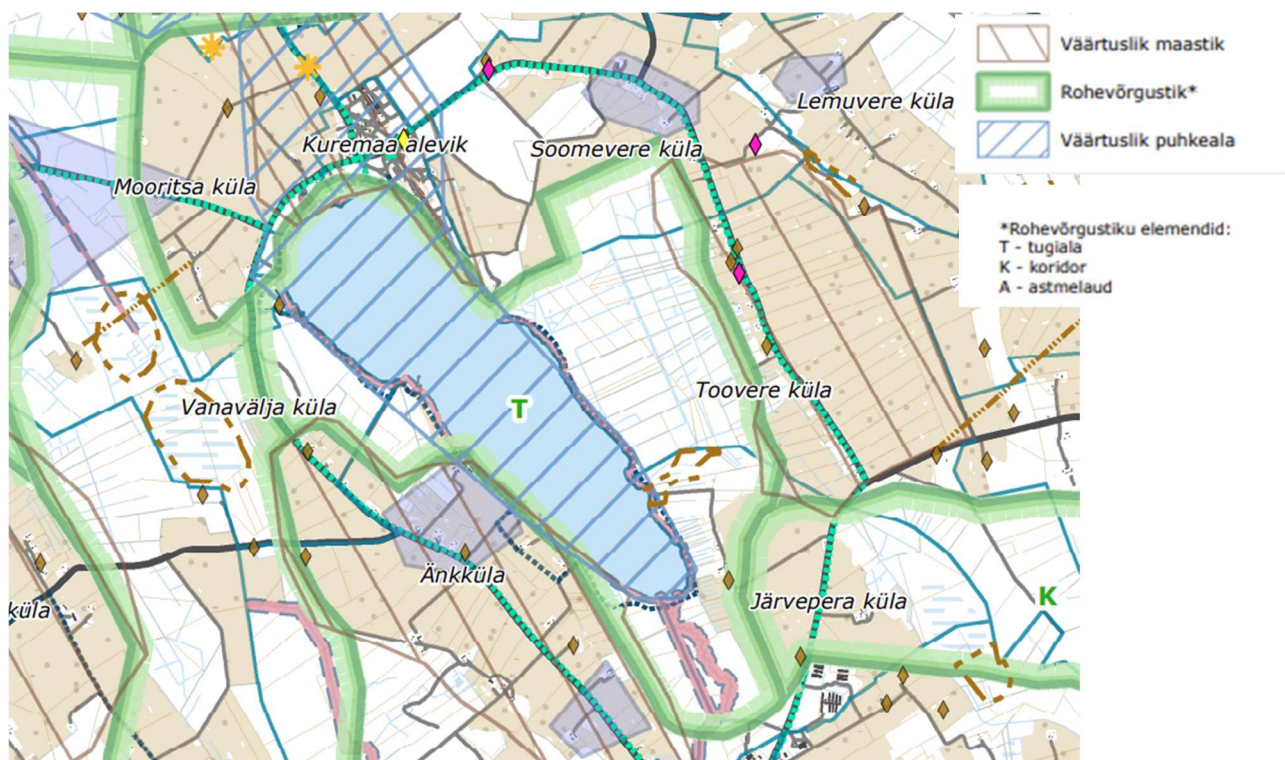 Väärtuslik maastik
Rohevõrgustik*
Väärtuslik puhkeala
*Rohevõrgustiku elemendid:
T - tugiala
K - koridor
A - astmelaud
Lemuvere küla
Kuremaa alevik
Soomevere küla
Mooritsa küla
Toovere küla
Vanavälja küla
T
Änkküla
Järvepera küla
K
küla